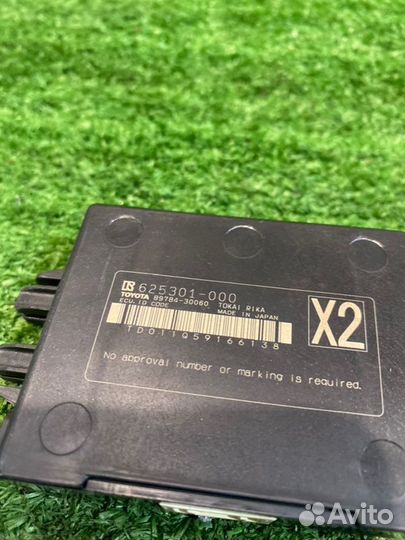 625301-000
TOYOTA 89784-30060 TOKAI RIKA
ECU, ID CODE MADE IN JAPAN
X2
TD011Q59166138
No approval number or marking is required.
Avito